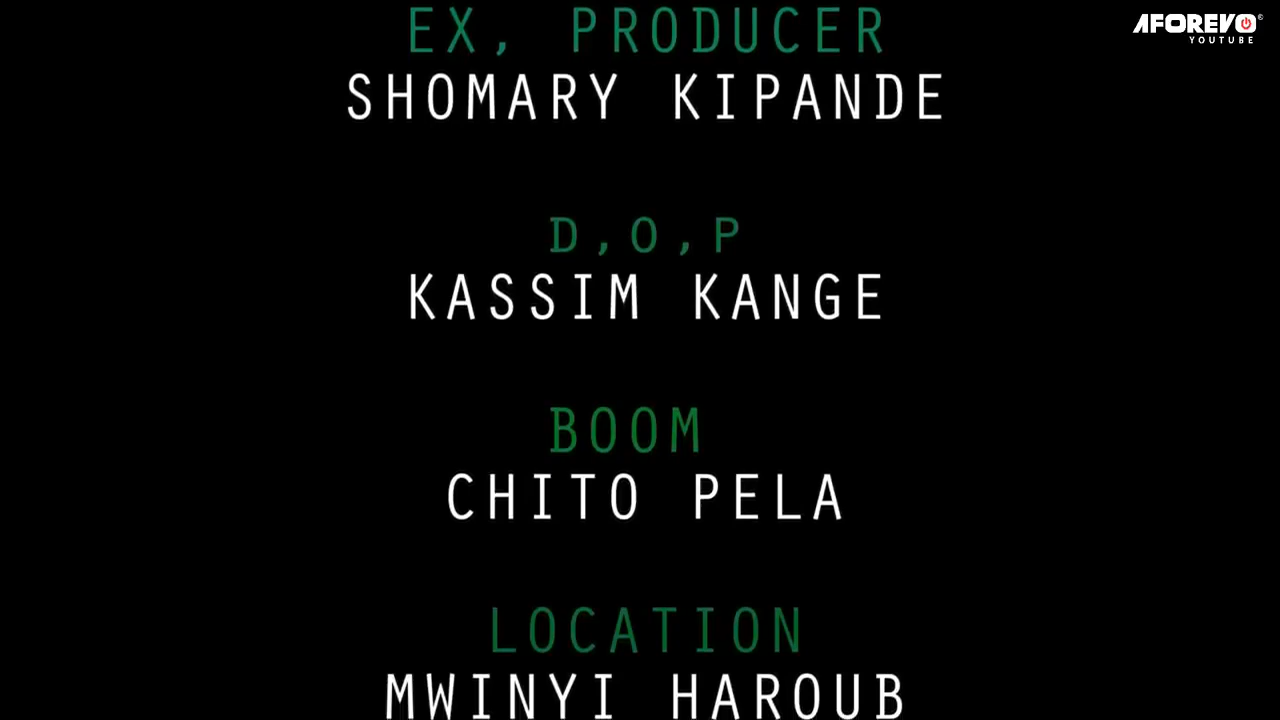 AFOREVO®
YOUTUBE
EX, PRODUCER
SHOMARY KIPANDE
D,O,P
KASSIM KANGE
BOOM
CHITO PELA
LOCATION
MWINYI HAROUB